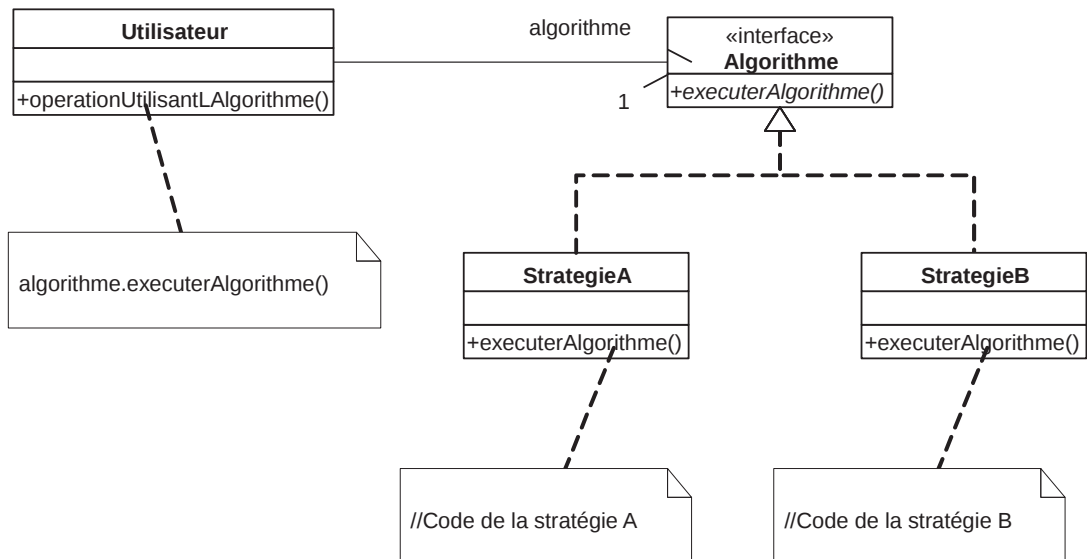 Utilisateur
+operationUtilisantLAlgorithme()
algorithme
1
«interface»
Algorithme
+executerAlgorithme()
algorithme.executerAlgorithme()
StrategieA
+executerAlgorithme()
StrategieB
+executerAlgorithme()
//Code de la stratégie A
//Code de la stratégie B